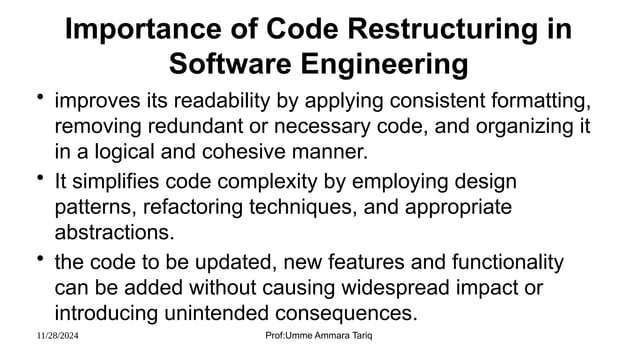 Importance of Code Restructuring in
Software Engineering
• improves its readability by applying consistent formatting,
removing redundant or necessary code, and organizing it
in a logical and cohesive manner.
• It simplifies code complexity by employing design
patterns, refactoring techniques, and appropriate
abstractions.
• the code to be updated, new features and functionality
can be added without causing widespread impact or
introducing unintended consequences.
11/28/2024 Prof:Umme Ammara Tariq